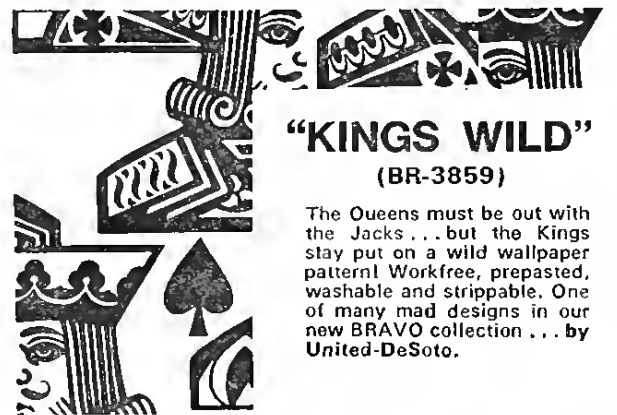 “KINGS WILD”
(BR-3859)
The Queens must be out with
the Jacks ... but the Kings
stay put on a wild wallpaper
pattern! Workfree, prepasted,
washable and strippable. One
of many mad designs in our
new BRAVO collection ... by
United-DeSoto.